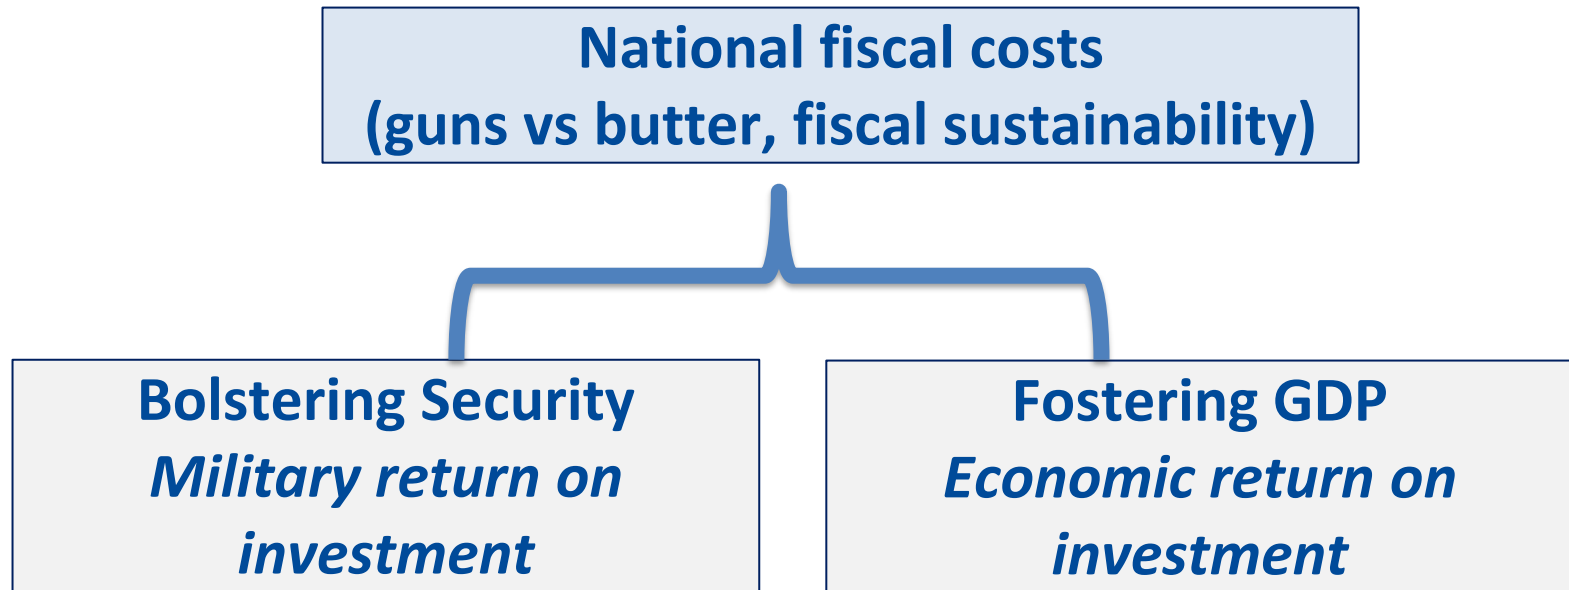 National fiscal costs
(guns vs butter, fiscal sustainability)
Bolstering Security
Military return on
investment
Fostering GDP
Economic return on
investment